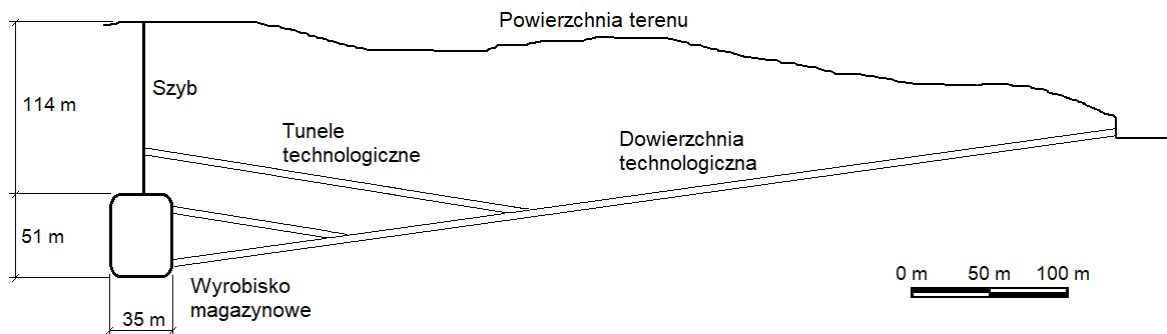 Powierzchnia terenu
Szyb
114 m
Tunele
technologiczne
Dowierzchnia
technologiczna
51 m
Wyrobisko
magazynowe
35 m
0 m 50 m 100 m